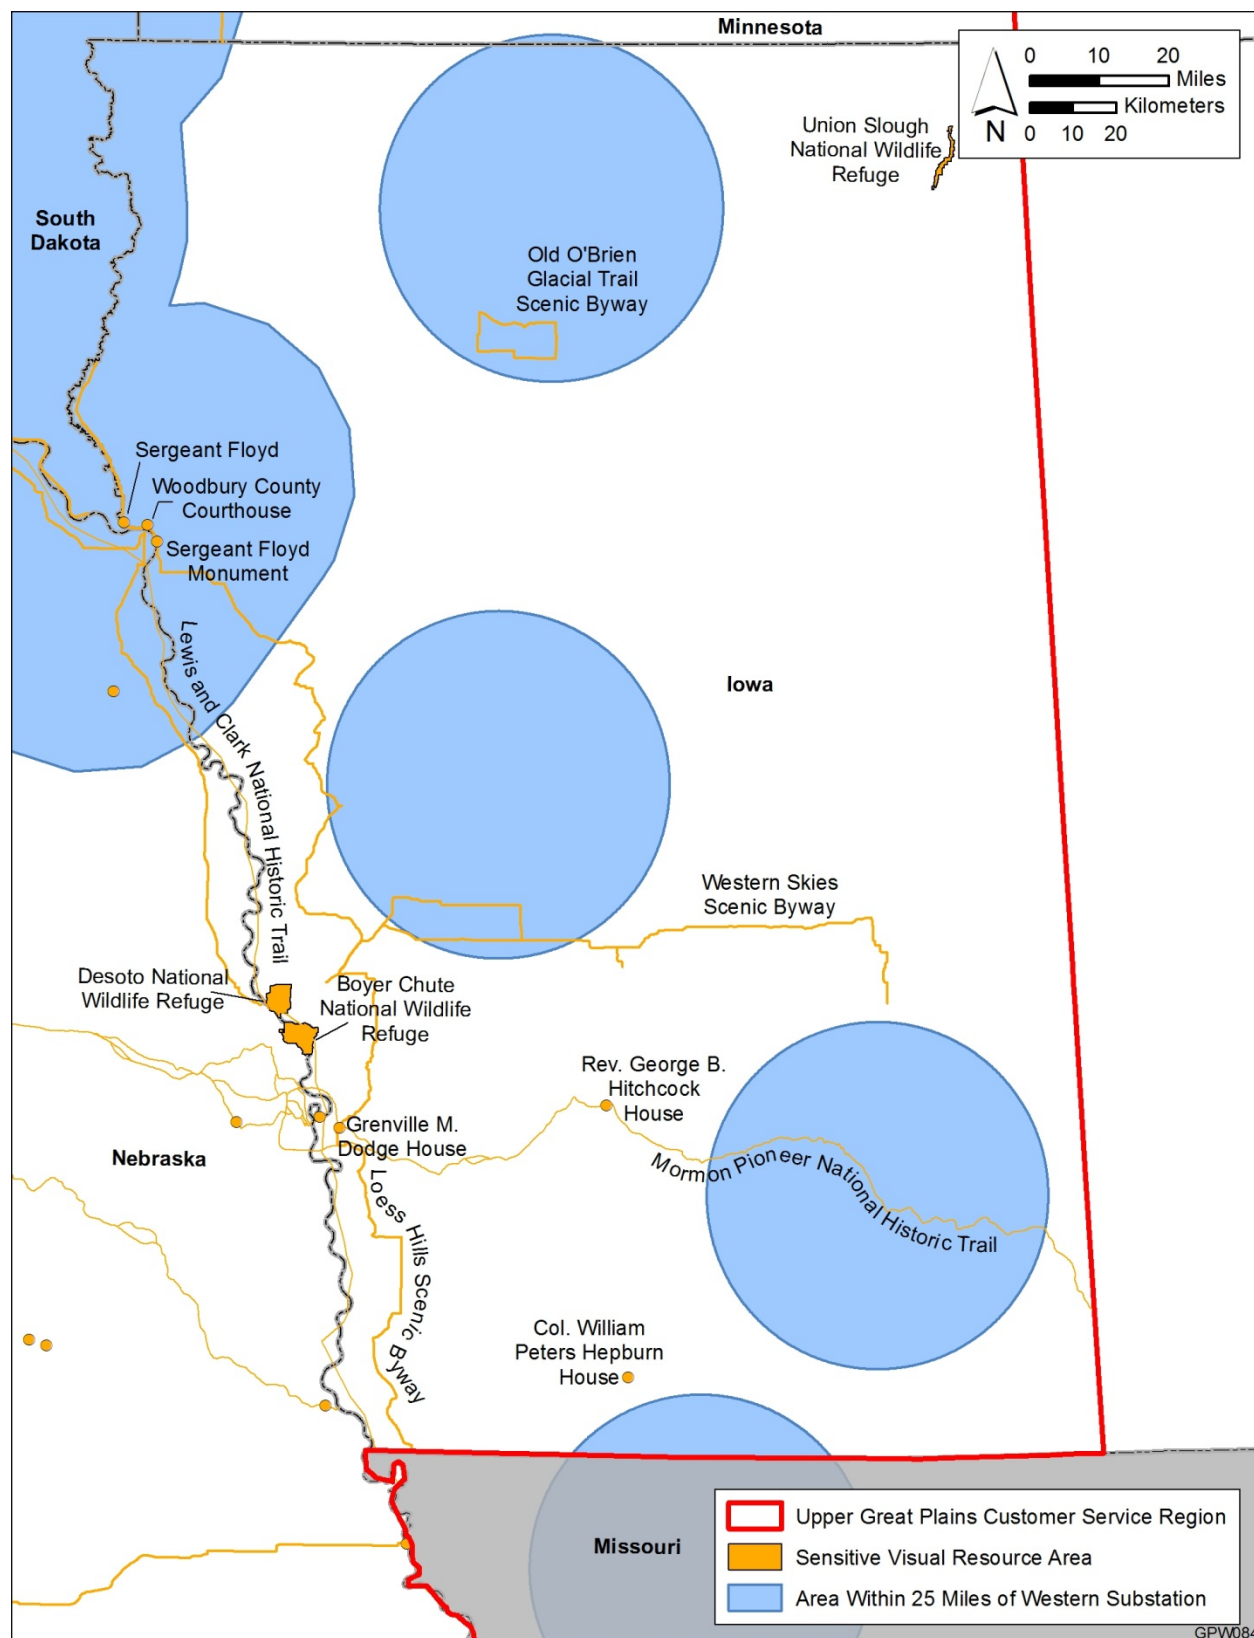 Minnesota
0 10 20
Miles
Kilometers
0 10 20
N
Union Slough
National Wildlife
Refuge
South
Dakota
Old O'Brien
Glacial Trail
Scenic Byway
Sergeant Floyd
Woodbury County
Courthouse
Sergeant Floyd
Monument
Lewis and Clark National Historic Trail
Iowa
Western Skies
Scenic Byway
Desoto National
Wildlife Refuge
Boyer Chute
National Wildlife
Refuge
Rev. George B.
Hitchcock
House
Grenville M.
Dodge House
Nebraska
Mormon Pioneer National Historic Trail
Loess Hills Scenic Byway
Col. William
Peters Hepburn
House
Missouri
Upper Great Plains Customer Service Region
Sensitive Visual Resource Area
Area Within 25 Miles of Western Substation
GPW084